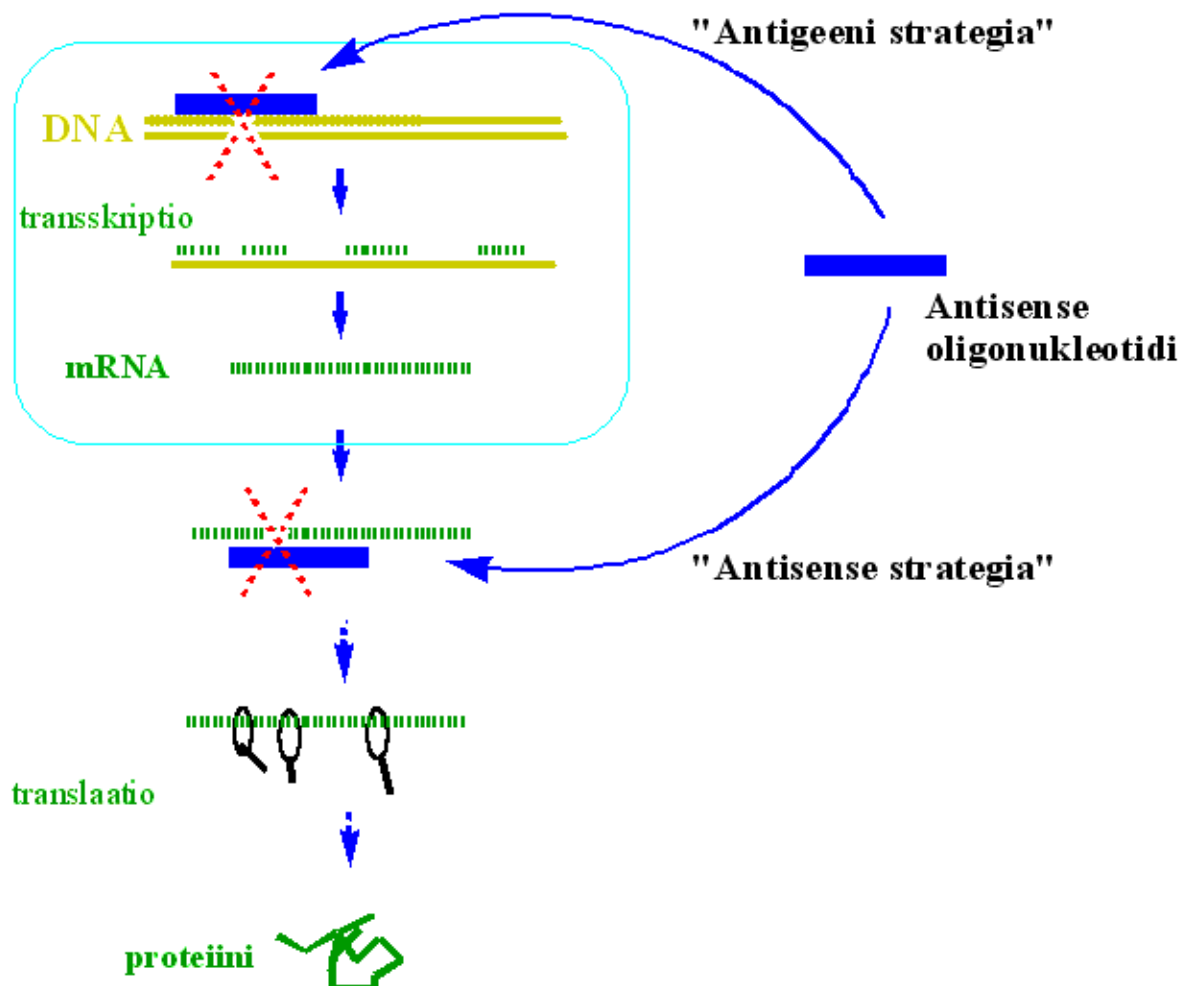 "Antigeeni strategia"
DNA
transskriptio
Antisense
oligonukleotidi
mRNA
"Antisense strategia"
translaatio
proteiini